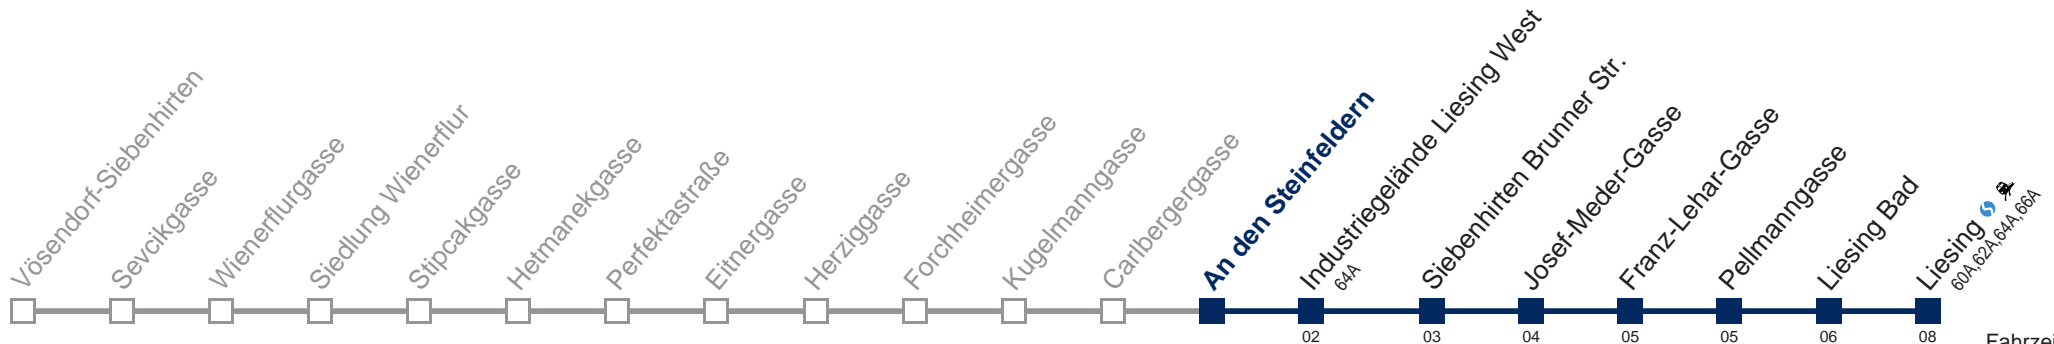 Vösendorf-Siebenhirten
Sevcikgasse
Wienerflurgasse
Siedlung Wienerflur
Stipcakgasse
Hetmanekgasse
Perfektastraße
Eitnergasse
Herziggasse
Forchheimergasse
Kugelmanngasse
Carlbergergasse
An den Steinfeldern
Industriegelände Liesing West
64A
Siebenhirten Brunner Str.
Josef-Meder-Gasse
Franz-Lehar-Gasse
Pellmanngasse
Liesing Bad
Liesing
60A,62A,64A,66A
02 03 04 05 05 06 08
Fahrzei